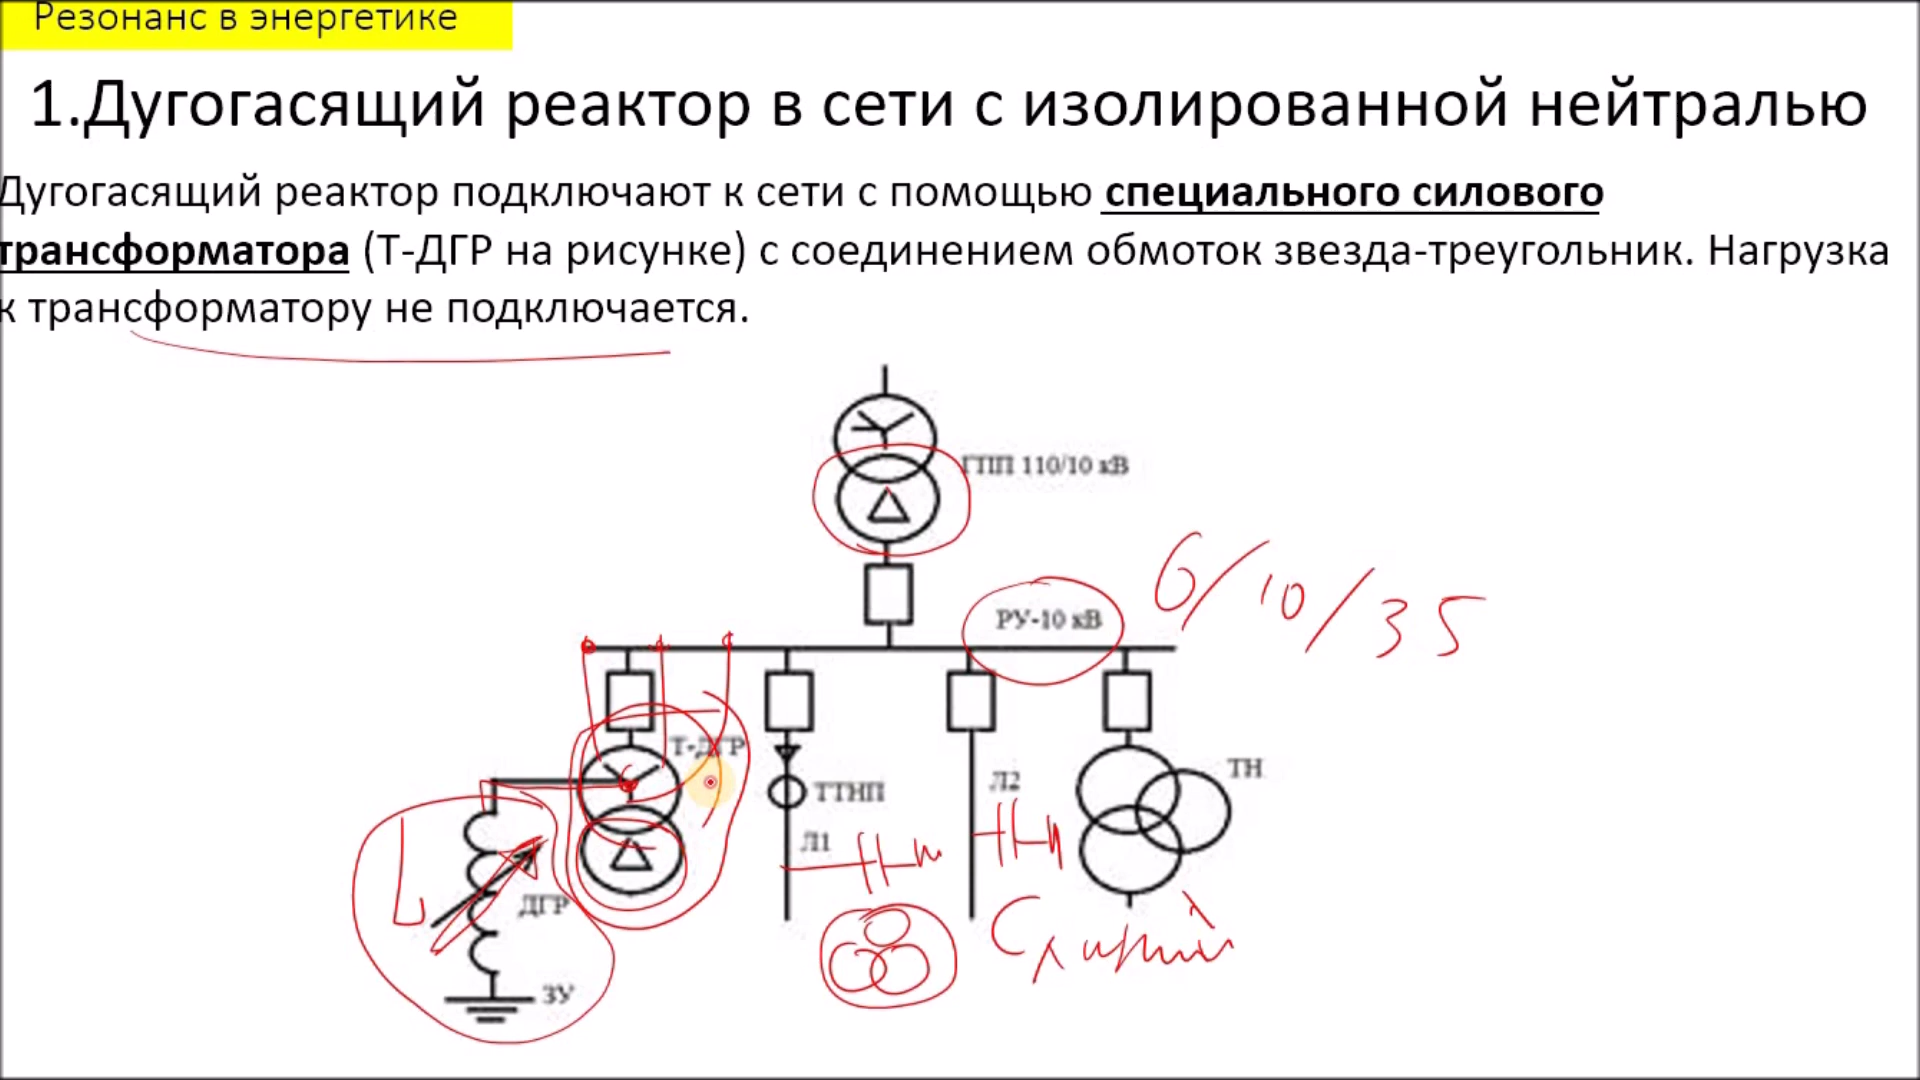 Резонанс в энергетике
1.Дугогасящий реактор в сети с изолированной нейтралью
Дугогасящий реактор подключают к сети с помощью специального силового
трансформатора (Т-ДГР на рисунке) с соединением обмоток звезда-треугольник. Нагрузка
к трансформатору не подключается.
ГПП 110/10 кВ
6/10/35
РУ-10 кВ
Т-ДГР
ТН
Л2
ТТНП
Л1
L
ДГР
ЗУ